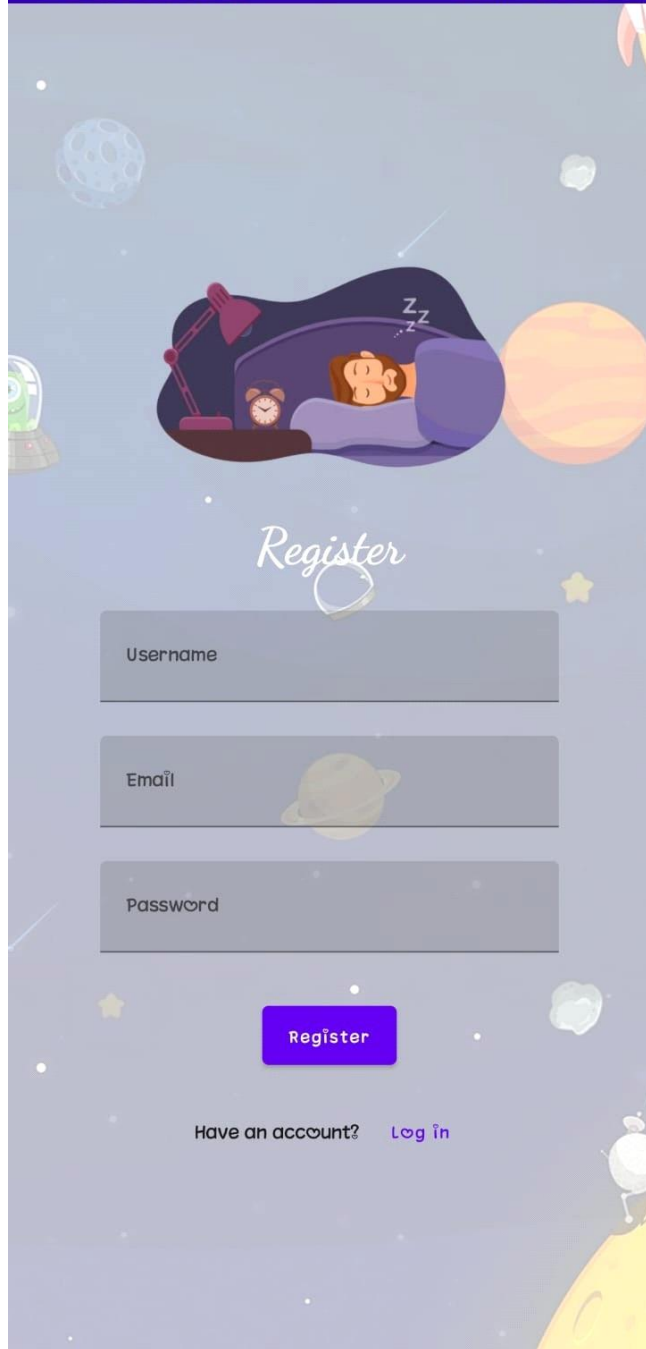 z z z
Register
Username
Email
Password
Register
Have an account? Log in